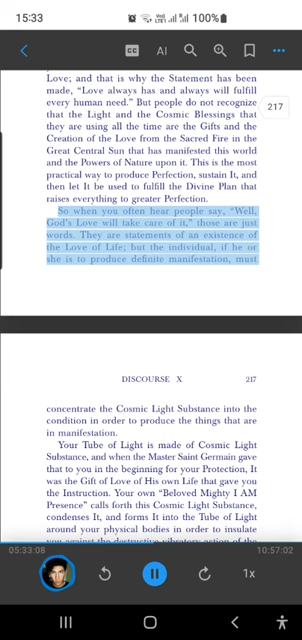 15:33
Vo) LTE1
100%
CC
AI
217
Love; and that is why the Statement has been
made, “Love always has and always will fulfill
every human need.” But people do not recognize
that the Light and the Cosmic Blessings that
they are using all the time are the Gifts and the
Creation of the Love from the Sacred Fire in the
Great Central Sun that has manifested this world
and the Powers of Nature upon it. This is the most
practical way to produce Perfection, sustain It, and
then let It be used to fulfill the Divine Plan that
raises everything to greater Perfection.
So when you often hear people say, “Well,
God’s Love will take care of it,” those are just
words. They are statements of an existence of
the Love of Life; but the individual, if he or
she is to produce definite manifestation, must
DISCOURSE X 217
concentrate the Cosmic Light Substance into the
condition in order to produce the things that are
in manifestation.
Your Tube of Light is made of Cosmic Light
Substance, and when the Master Saint Germain gave
that to you in the beginning for your Protection, It
was the Gift of Love of His own Life that gave you
the Instruction. Your own “Beloved Mighty I AM
Presence” calls forth this Cosmic Light Substance,
condenses It, and forms It into the Tube of Light
around your physical bodies in order to insulate
you against the destructive vibratory action of the
05:33:08
10:57:02
1x